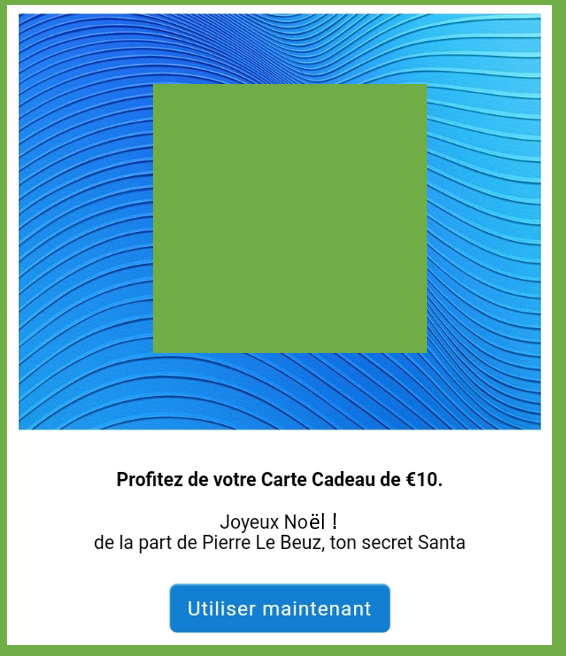 Profitez de votre Carte Cadeau de €10.
Joyeux Noël !
de la part de Pierre Le Beuz, ton secret Santa
Utiliser maintenant